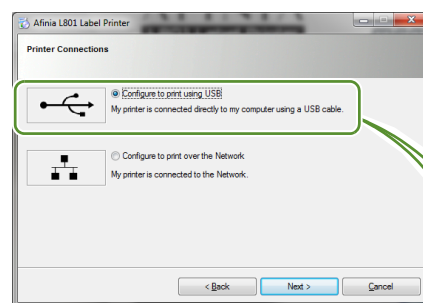 Afinia L801 Label Printer
Printer Connections
Configure to print using USB
My printer is connected directly to my computer using a USB cable.
Configure to print over the Network
My printer is connected to the Network.
< Back
Next >
Cancel